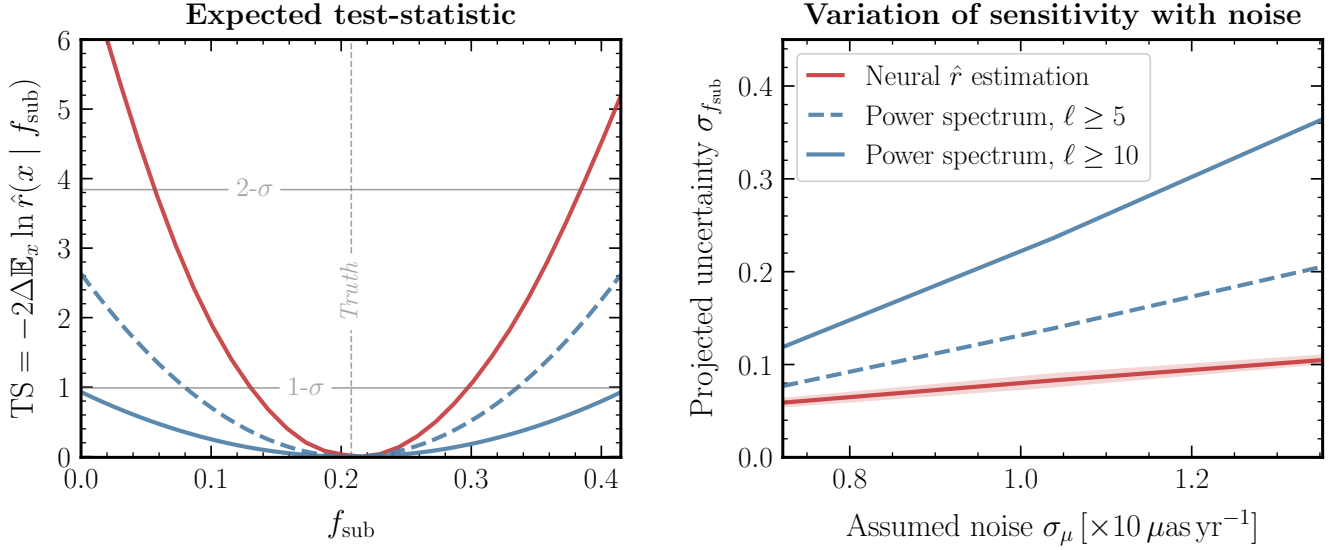 Expected test-statistic
TS = −2Δ𝔼ₓ ln r̂(x | f_sub)
6
5
4
3
2
1
0
2-σ
1-σ
Truth
0.0 0.1 0.2 0.3 0.4
f_sub
Variation of sensitivity with noise
Projected uncertainty σ_{f_sub}
0.4
0.3
0.2
0.1
0.0
Neural r̂ estimation
Power spectrum, ℓ ≥ 5
Power spectrum, ℓ ≥ 10
0.8 1.0 1.2
Assumed noise σ_μ [×10 μas yr⁻¹]